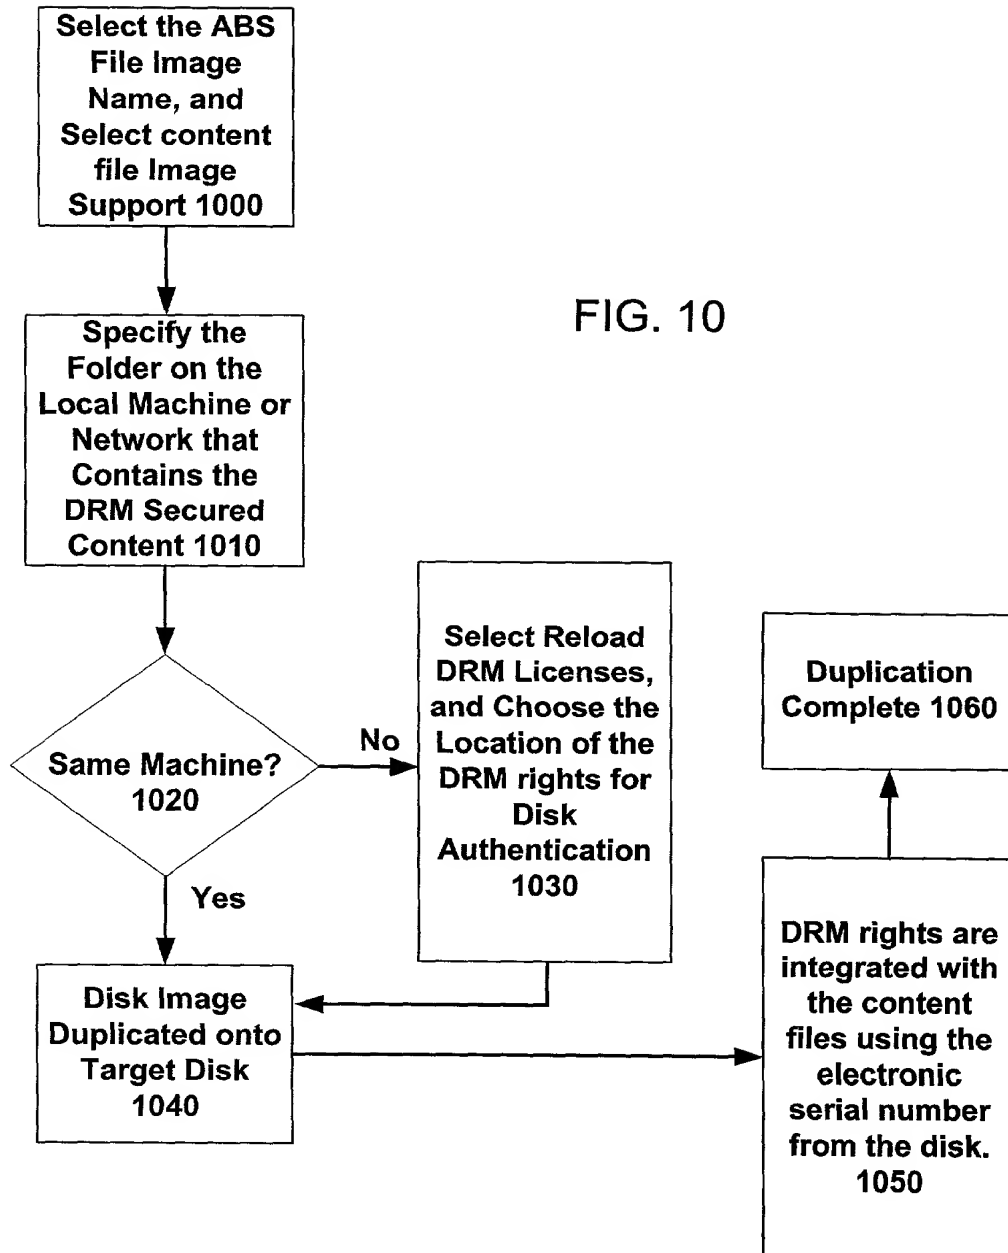 Select the ABS
File Image
Name, and
Select content
file Image
Support 1000
FIG. 10
Specify the
Folder on the
Local Machine or
Network that
Contains the
DRM Secured
Content 1010
Same Machine?
1020
No
Yes
Select Reload
DRM Licenses,
and Choose the
Location of the
DRM rights for
Disk
Authentication
1030
Disk Image
Duplicated onto
Target Disk
1040
DRM rights are
integrated with
the content
files using the
electronic
serial number
from the disk.
1050
Duplication
Complete 1060